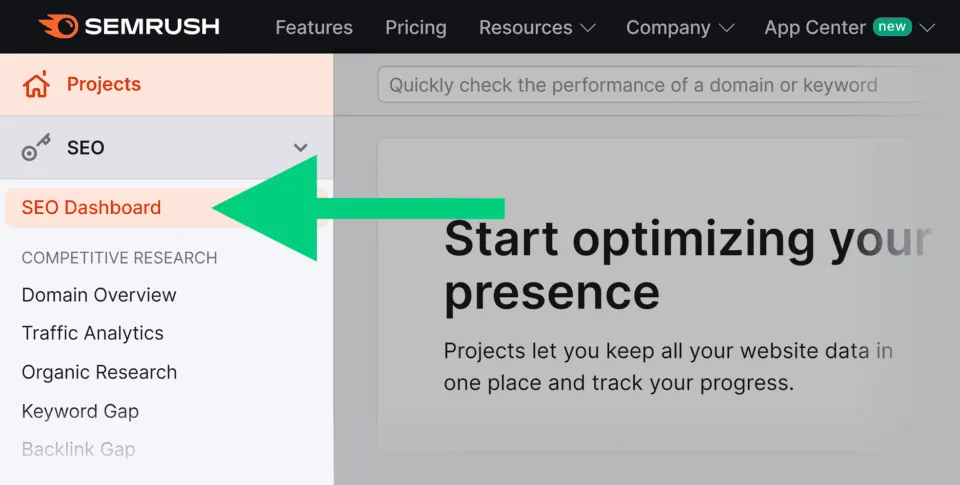 SEMRUSH
Features
Pricing
Resources
Company
App Center
new
Projects
SEO
SEO Dashboard
COMPETITIVE RESEARCH
Domain Overview
Traffic Analytics
Organic Research
Keyword Gap
Backlink Gap
Quickly check the performance of a domain or keyword
Start optimizing your
presence
Projects let you keep all your website data in
one place and track your progress.